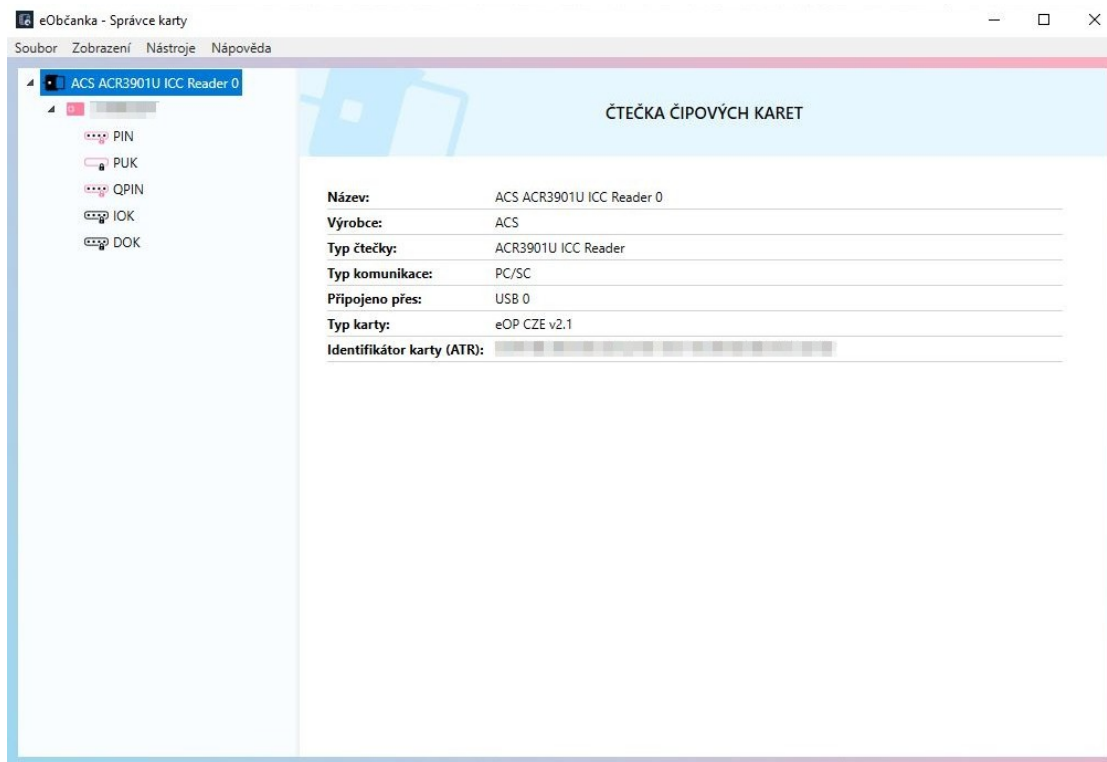 eObčanka - Správce karty
Soubor Zobrazení Nástroje Nápověda
ACS ACR3901U ICC Reader 0
PIN
PUK
QPIN
IOK
DOK
ČTEČKA ČIPOVÝCH KARET
Název: ACS ACR3901U ICC Reader 0
Výrobce: ACS
Typ čtečky: ACR3901U ICC Reader
Typ komunikace: PC/SC
Připojeno přes: USB 0
Typ karty: eOP CZE v2.1
Identifikátor karty (ATR):